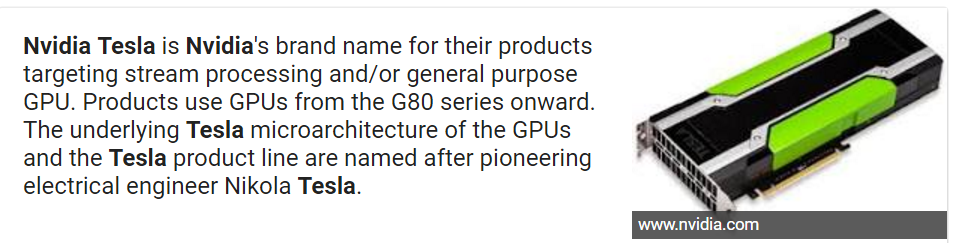 Nvidia Tesla is Nvidia's brand name for their products
targeting stream processing and/or general purpose
GPU. Products use GPUs from the G80 series onward.
The underlying Tesla microarchitecture of the GPUs
and the Tesla product line are named after pioneering
electrical engineer Nikola Tesla.
TESLA
www.nvidia.com